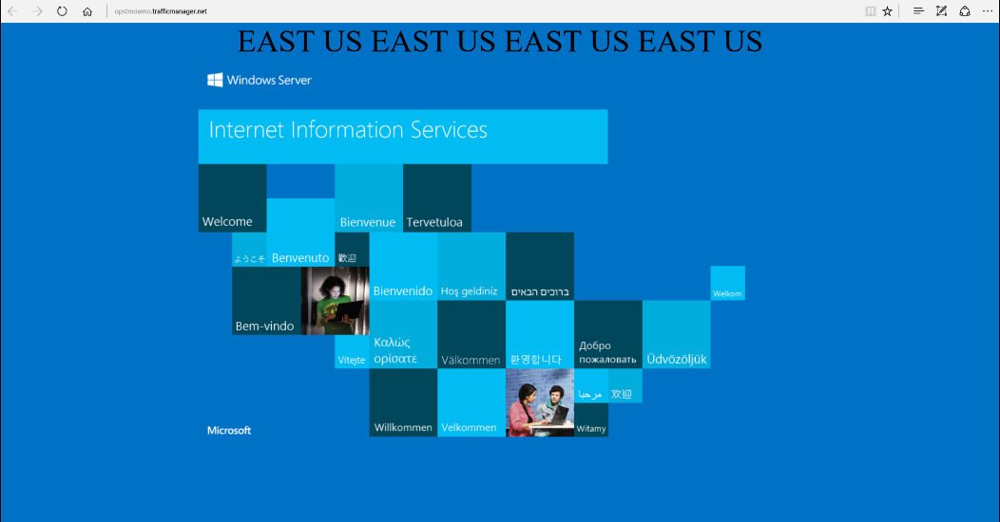 opstmdemo.trafficmanager.net
EAST US EAST US EAST US EAST US
Windows Server
Internet Information Services
Welcome
Bienvenue
Tervetuloa
ようこそ
Benvenuto
歡迎
Bienvenido
Hoş geldiniz
ברוכים הבאים
Welkom
Bem-vindo
Vítejte
Καλώς
ορίσατε
Välkommen
환영합니다
Добро
пожаловать
Üdvözöljük
مرحبا
欢迎
Microsoft
Willkommen
Velkommen
Witamy